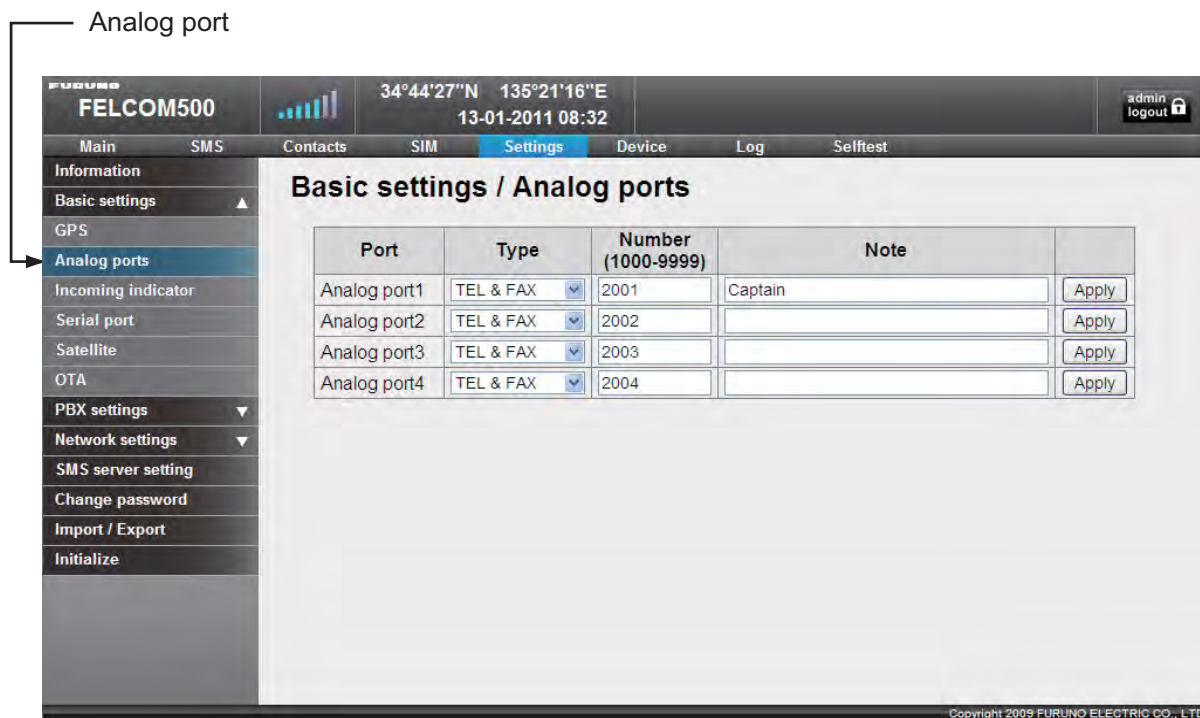 Analog port
FURUNO
FELCOM500
34°44'27"N 135°21'16"E
13-01-2011 08:32
admin
logout
Main SMS Contacts SIM Settings Device Log Selftest
Information
Basic settings
GPS
Analog ports
Incoming indicator
Serial port
Satellite
OTA
PBX settings
Network settings
SMS server setting
Change password
Import / Export
Initialize
Basic settings / Analog ports
Port Type Number (1000-9999) Note
Analog port1 TEL & FAX 2001 Captain Apply
Analog port2 TEL & FAX 2002 Apply
Analog port3 TEL & FAX 2003 Apply
Analog port4 TEL & FAX 2004 Apply
Copyright 2009 FURUNO ELECTRIC CO., LT